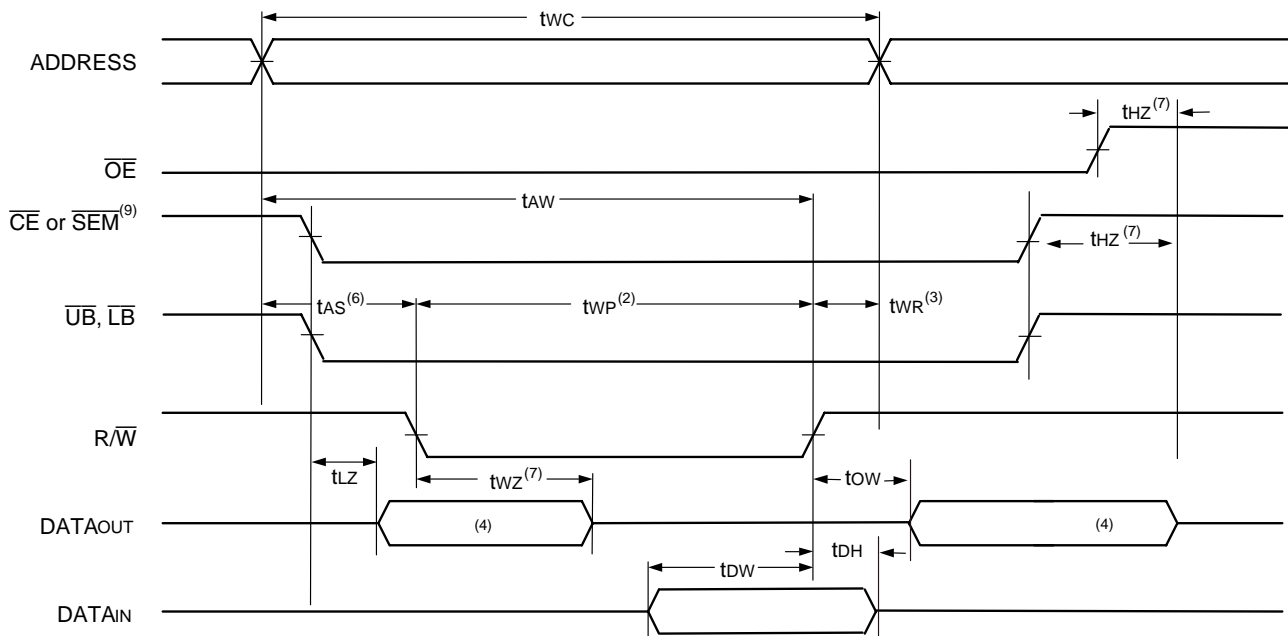 tWC
ADDRESS
tHZ(7)
OE
tAW
CE or SEM(9)
tHZ(7)
tAS(6) tWP(2) tWR(3)
UB, LB
R/W
tLZ tWZ(7) tOW
DATAOUT (4) (4)
tDW tDH
DATAIN